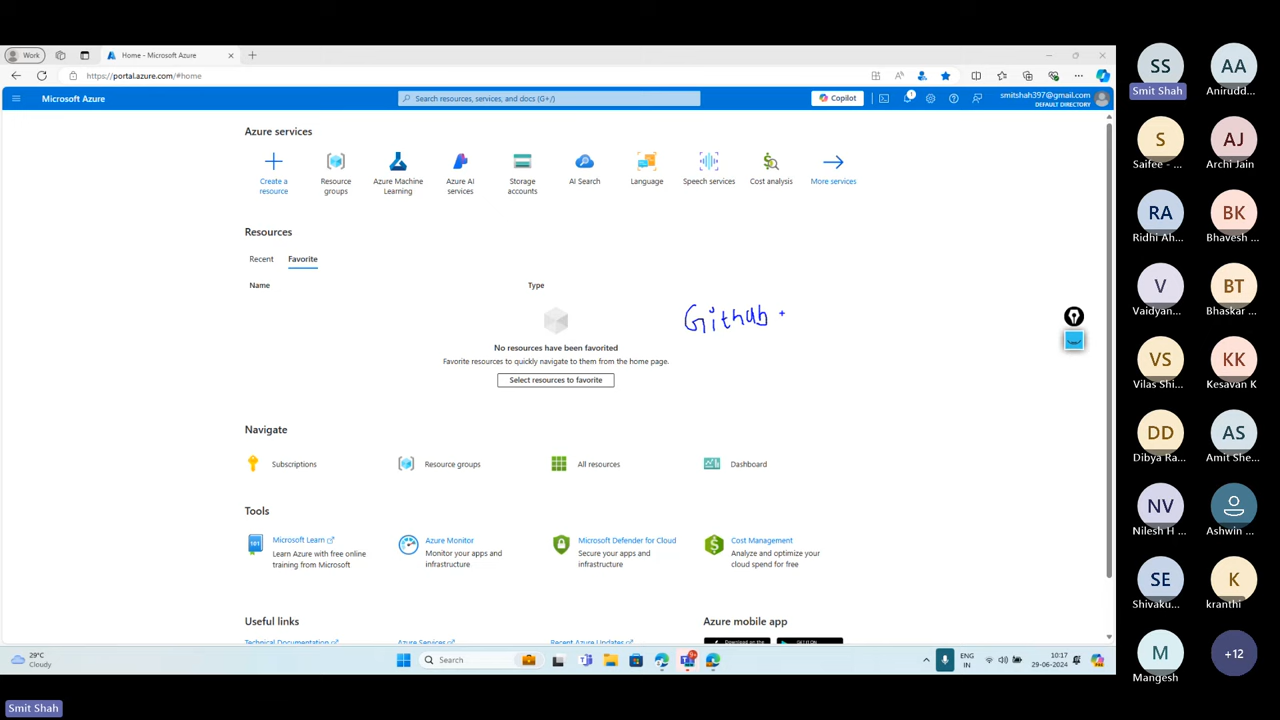 Work
Home - Microsoft Azure
https://portal.azure.com/#home
Microsoft Azure
Search resources, services, and docs (G+/)
Copilot
1
smitshah397@gmail.com
DEFAULT DIRECTORY
Azure services
Create a resource
Resource groups
Azure Machine Learning
Azure AI services
Storage accounts
AI Search
Language
Speech services
Cost analysis
More services
Resources
Recent
Favorite
Name
Type
Github
No resources have been favorited
Favorite resources to quickly navigate to them from the home page.
Select resources to favorite
Navigate
Subscriptions
Resource groups
All resources
Dashboard
Tools
Microsoft Learn
Learn Azure with free online training from Microsoft
Azure Monitor
Monitor your apps and infrastructure
Microsoft Defender for Cloud
Secure your apps and infrastructure
Cost Management
Analyze and optimize your cloud spend for free
Useful links
Azure mobile app
Technical Documentation
Azure Services
Recent Azure Updates
29°C
Cloudy
Search
ENG
IN
10:17
29-06-2024
Smit Shah
SS
Smit Shah
AA
Anirudd...
S
Saifee - ...
AJ
Archi Jain
RA
Ridhi Ah...
BK
Bhavesh ...
V
Vaidyan...
BT
Bhaskar ...
VS
Vilas Shi...
KK
Kesavan K
DD
Dibya Ra...
AS
Amit She...
NV
Nilesh H ...
Ashwin ...
SE
Shivaku...
K
kranthi
M
Mangesh
+12